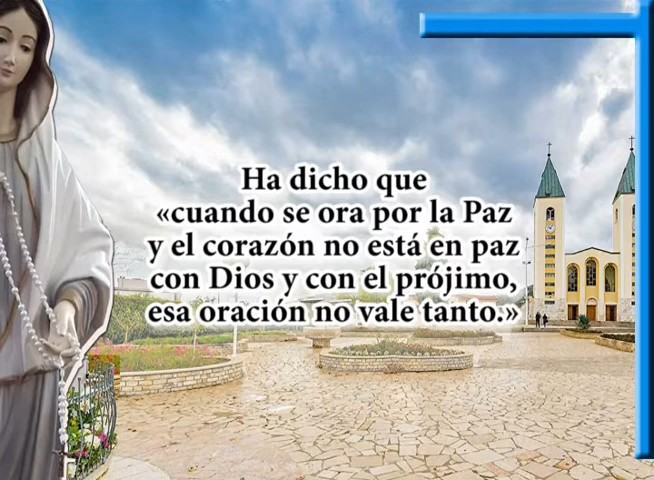 Ha dicho que
«cuando se ora por la Paz
y el corazón no está en paz
con Dios y con el prójimo,
esa oración no vale tanto.»